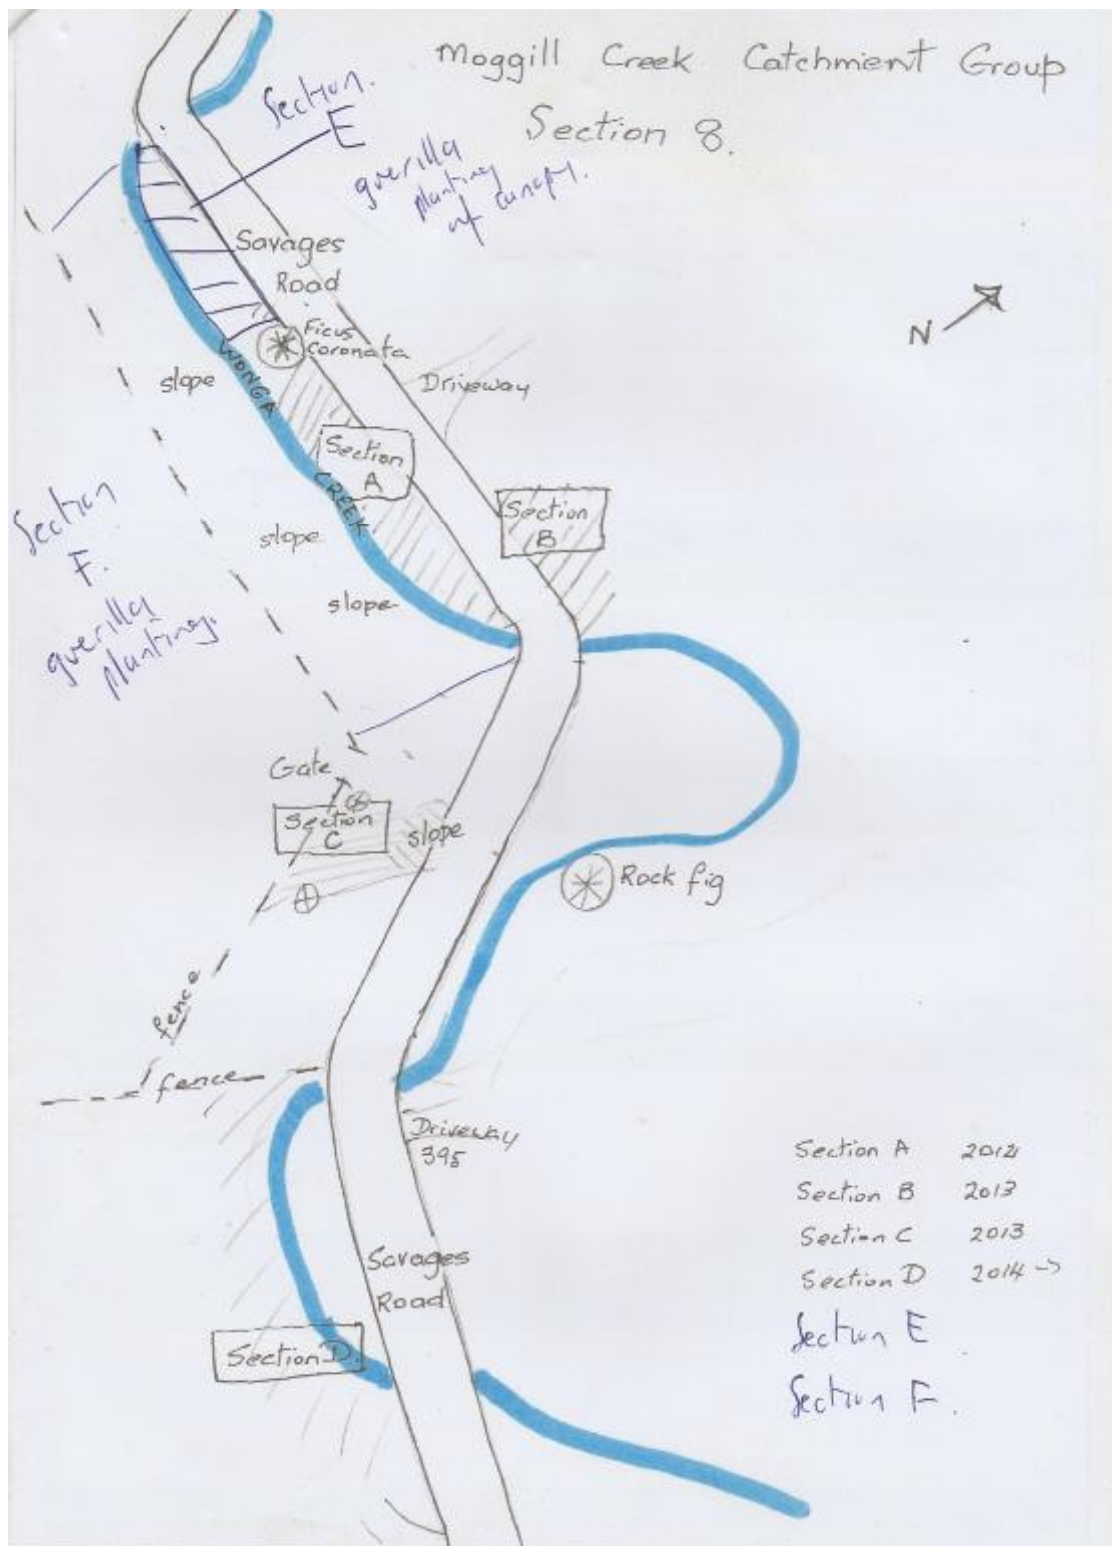 Moggill Creek Catchment Group
Section 8.
Section.
E
guerilla
planting
of canopy.
Savages
Road
N
Ficus
Coronata
WONGA
slope
Driveway
Section
A
CREEK
Section
B
Section
F.
guerilla
planting.
slope
slope
Gate
Section
C
slope
Rock fig
fence
fence
Driveway
395
Section A 2012
Section B 2013
Section C 2013
Section D 2014 →
Section E
Section F.
Savages
Road
Section D.